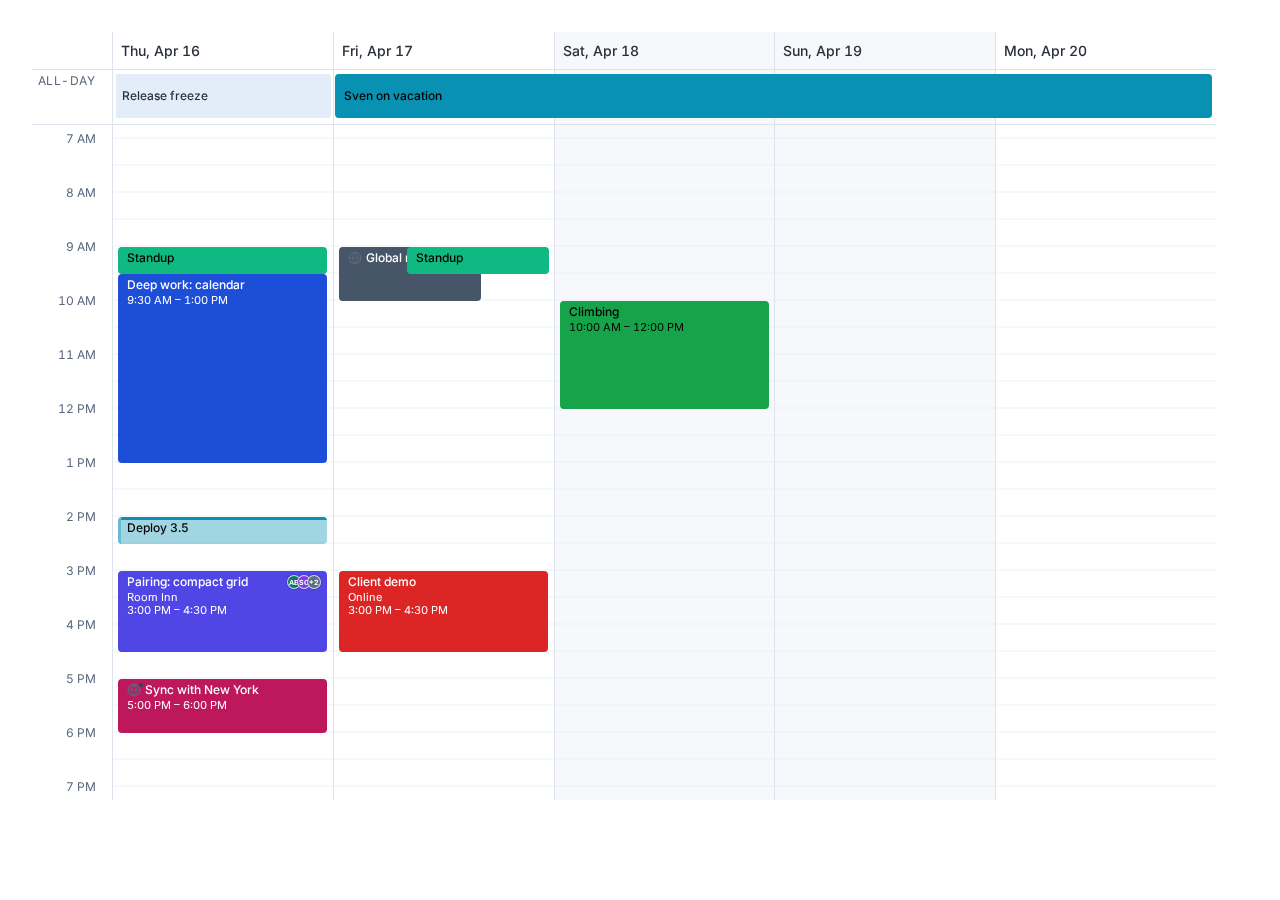 Thu, Apr 16
Fri, Apr 17
Sat, Apr 18
Sun, Apr 19
Mon, Apr 20
ALL-DAY
Release freeze
Sven on vacation
7 AM
8 AM
9 AM
10 AM
11 AM
12 PM
1 PM
2 PM
3 PM
4 PM
5 PM
6 PM
7 PM
Standup
Deep work: calendar
9:30 AM – 1:00 PM
Deploy 3.5
Pairing: compact grid
+2
Room Inn
3:00 PM – 4:30 PM
Sync with New York
5:00 PM – 6:00 PM
Global
Standup
Client demo
Online
3:00 PM – 4:30 PM
Climbing
10:00 AM – 12:00 PM